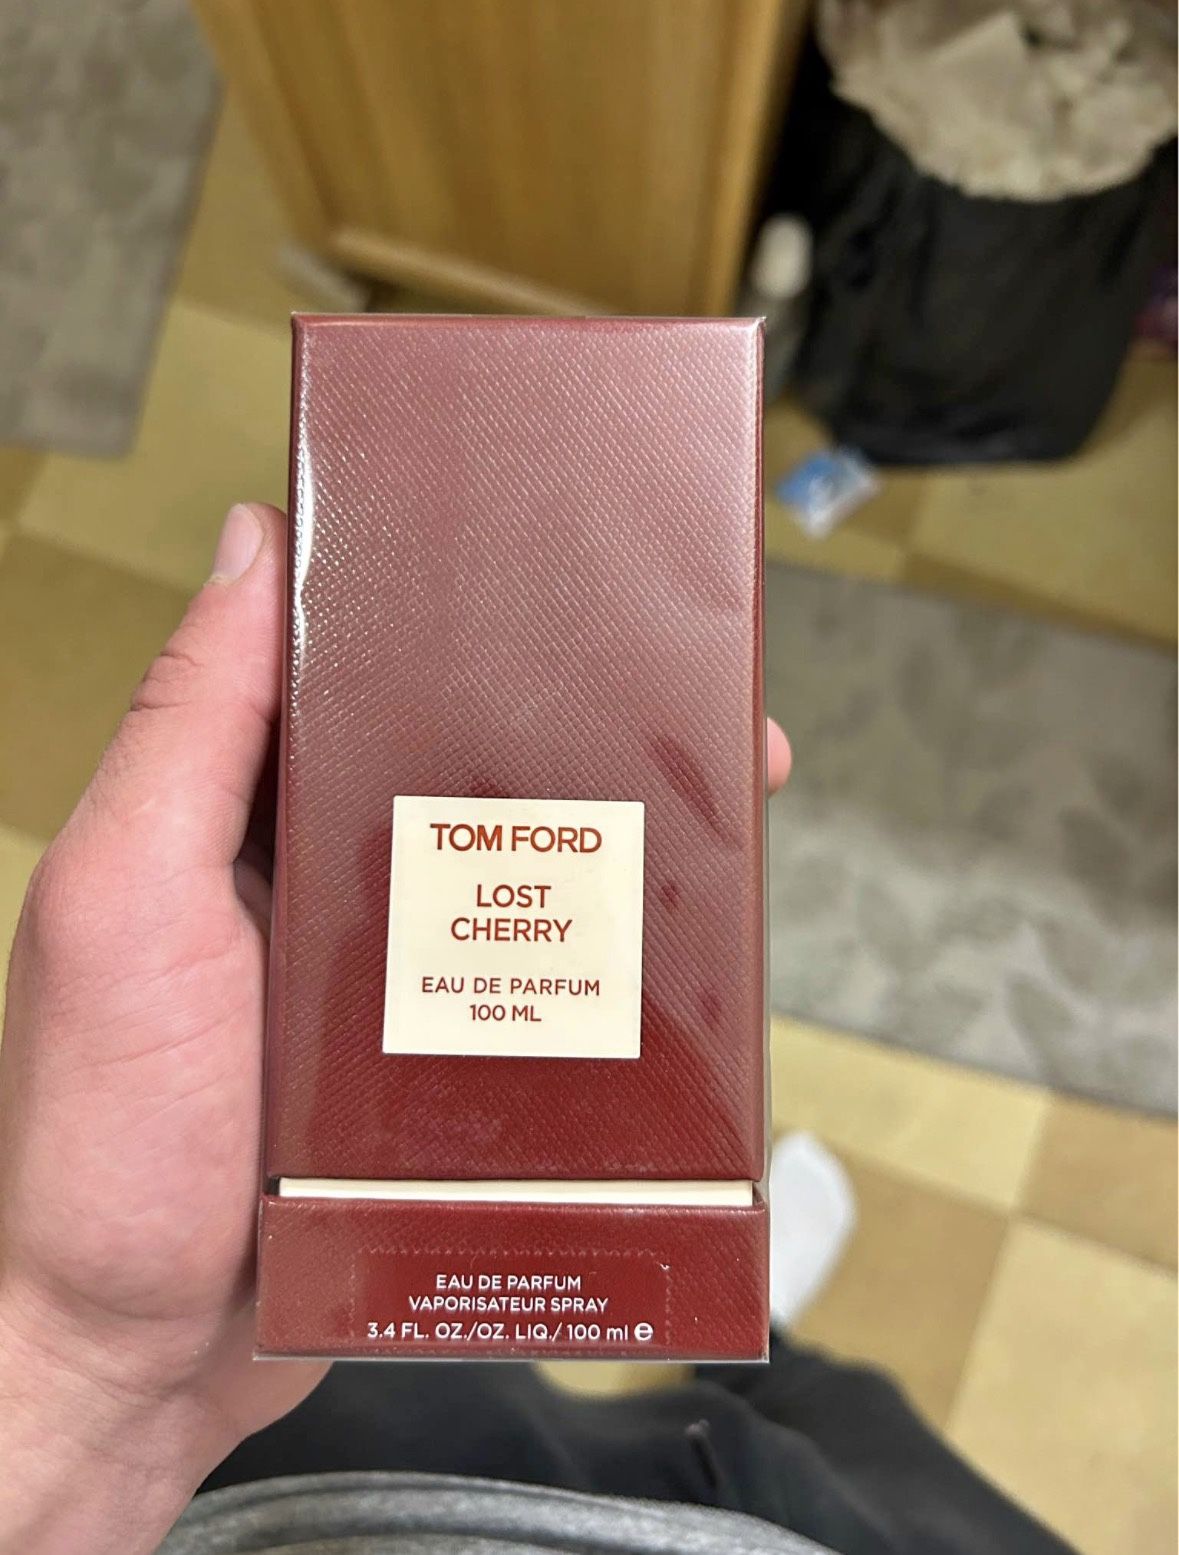 TOM FORD
LOST
CHERRY
EAU DE PARFUM
100 ML
EAU DE PARFUM
VAPORISATEUR SPRAY
3.4 FL. OZ./OZ. LIQ./ 100 ml ℮